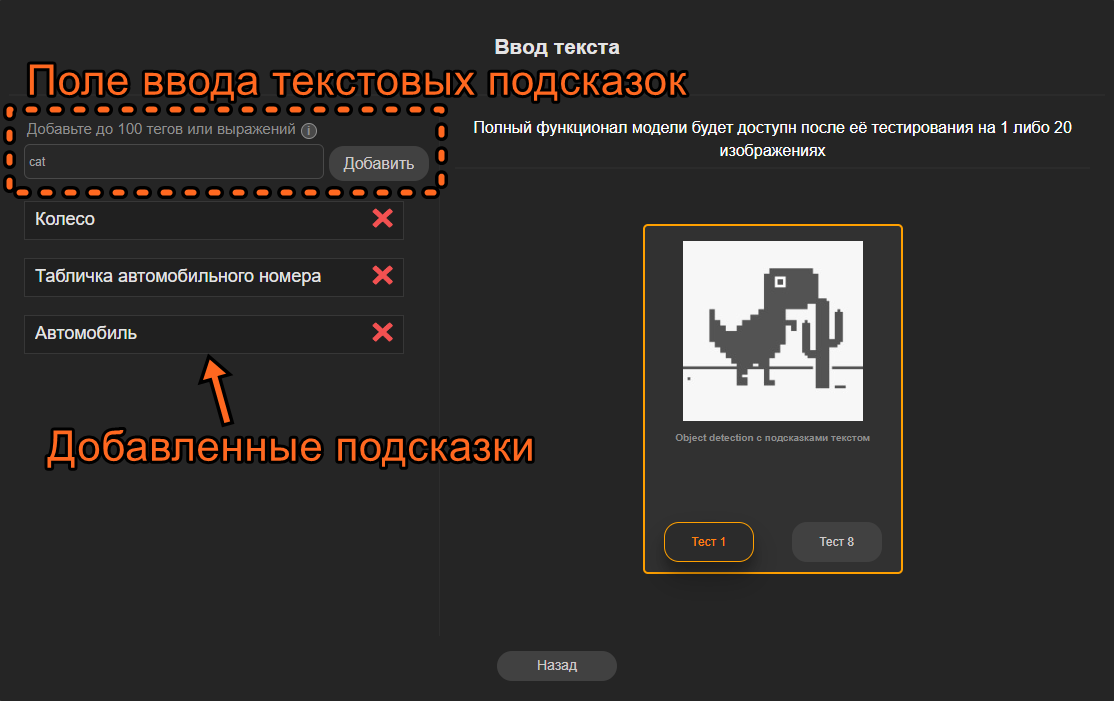 Ввод текста
Поле ввода текстовых подсказок
Добавьте до 100 тегов или выражений i
cat
Добавить
Колесо
Табличка автомобильного номера
Автомобиль
Добавленные подсказки
Полный функционал модели будет доступн после её тестирования на 1 либо 20
изображениях
Object detection с подсказками текстом
Тест 1
Тест 8
Назад